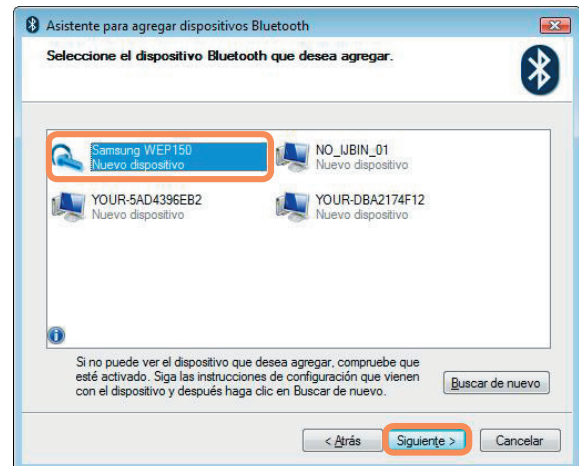 Asistente para agregar dispositivos Bluetooth
Seleccione el dispositivo Bluetooth que desea agregar.
Samsung WEP150
Nuevo dispositivo
NO_IJBIN_01
Nuevo dispositivo
YOUR-5AD4396EB2
Nuevo dispositivo
YOUR-DBA2174F12
Nuevo dispositivo
Si no puede ver el dispositivo que desea agregar, compruebe que
esté activado. Siga las instrucciones de configuración que vienen
con el dispositivo y después haga clic en Buscar de nuevo.
Buscar de nuevo
< Atrás
Siguiente >
Cancelar